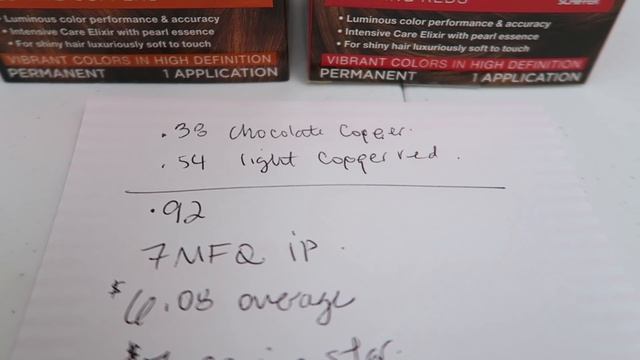 • Luminous color performance & accuracy
• Intensive Care Elixir with pearl essence
• For shiny hair luxuriously soft to touch
VIBRANT COLORS IN HIGH DEFINITION
PERMANENT 1 APPLICATION
REDS
• Luminous color performance & accuracy
• Intensive Care Elixir with pearl essence
• For shiny hair luxuriously soft to touch
VIBRANT COLORS IN HIGH DEFINITION
PERMANENT 1 APPLICATION
.38 Chocolate Copper.
.54 light Copper red.
.92
7MFQ ip.
$6.08 average
$
star.